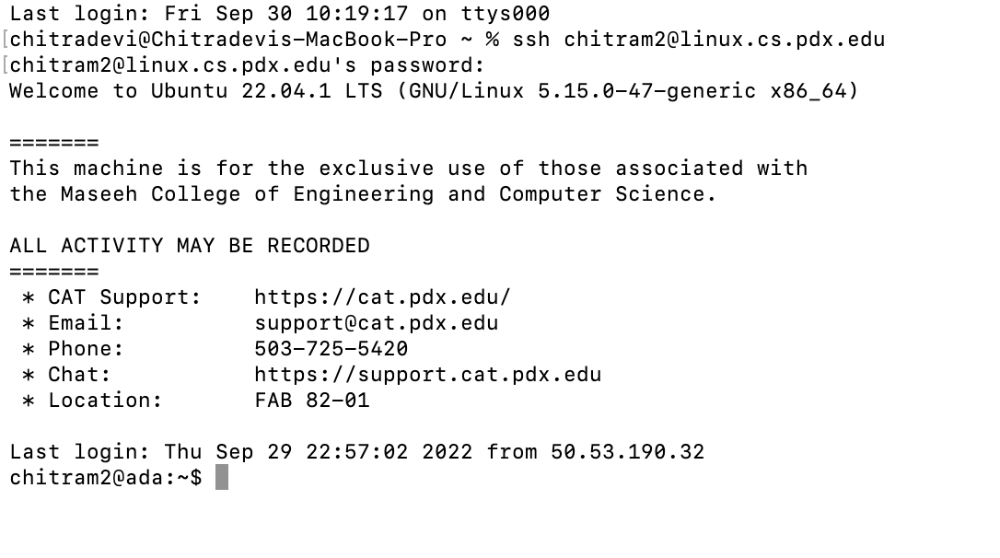 Last login: Fri Sep 30 10:19:17 on ttys000
[chitradevi@Chitradevis-MacBook-Pro ~ % ssh chitram2@linux.cs.pdx.edu
[chitram2@linux.cs.pdx.edu's password:
Welcome to Ubuntu 22.04.1 LTS (GNU/Linux 5.15.0-47-generic x86_64)
=======
This machine is for the exclusive use of those associated with
the Maseeh College of Engineering and Computer Science.
ALL ACTIVITY MAY BE RECORDED
=======
* CAT Support: https://cat.pdx.edu/
* Email: support@cat.pdx.edu
* Phone: 503-725-5420
* Chat: https://support.cat.pdx.edu
* Location: FAB 82-01
Last login: Thu Sep 29 22:57:02 2022 from 50.53.190.32
chitram2@ada:~$